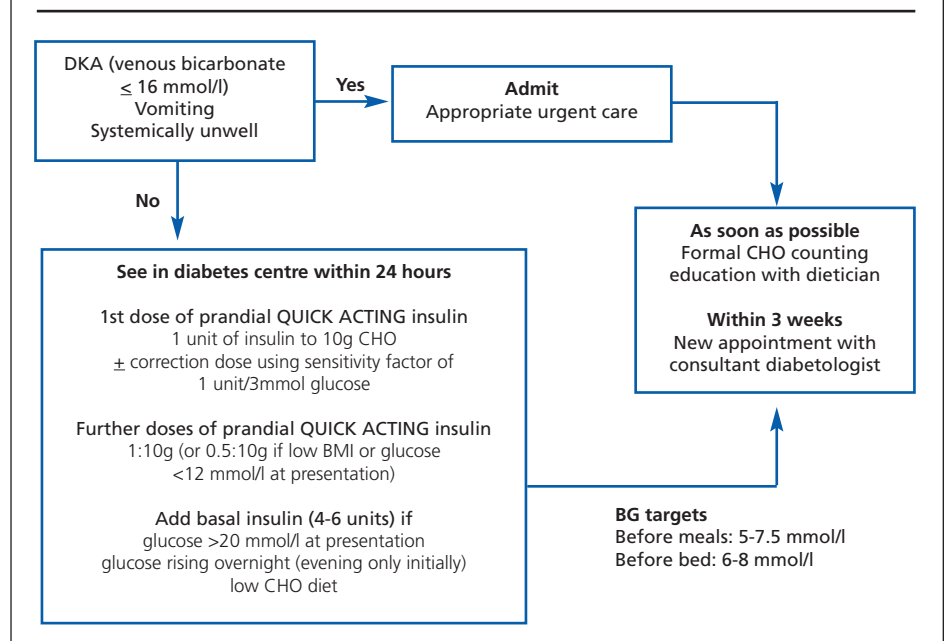 DKA (venous bicarbonate
≤ 16 mmol/l)
Vomiting
Systemically unwell
Yes
Admit
Appropriate urgent care
No
As soon as possible
Formal CHO counting
education with dietician
Within 3 weeks
New appointment with
consultant diabetologist
See in diabetes centre within 24 hours
1st dose of prandial QUICK ACTING insulin
1 unit of insulin to 10g CHO
± correction dose using sensitivity factor of
1 unit/3mmol glucose
Further doses of prandial QUICK ACTING insulin
1:10g (or 0.5:10g if low BMI or glucose
<12 mmol/l at presentation)
Add basal insulin (4-6 units) if
glucose >20 mmol/l at presentation
glucose rising overnight (evening only initially)
low CHO diet
BG targets
Before meals: 5-7.5 mmol/l
Before bed: 6-8 mmol/l